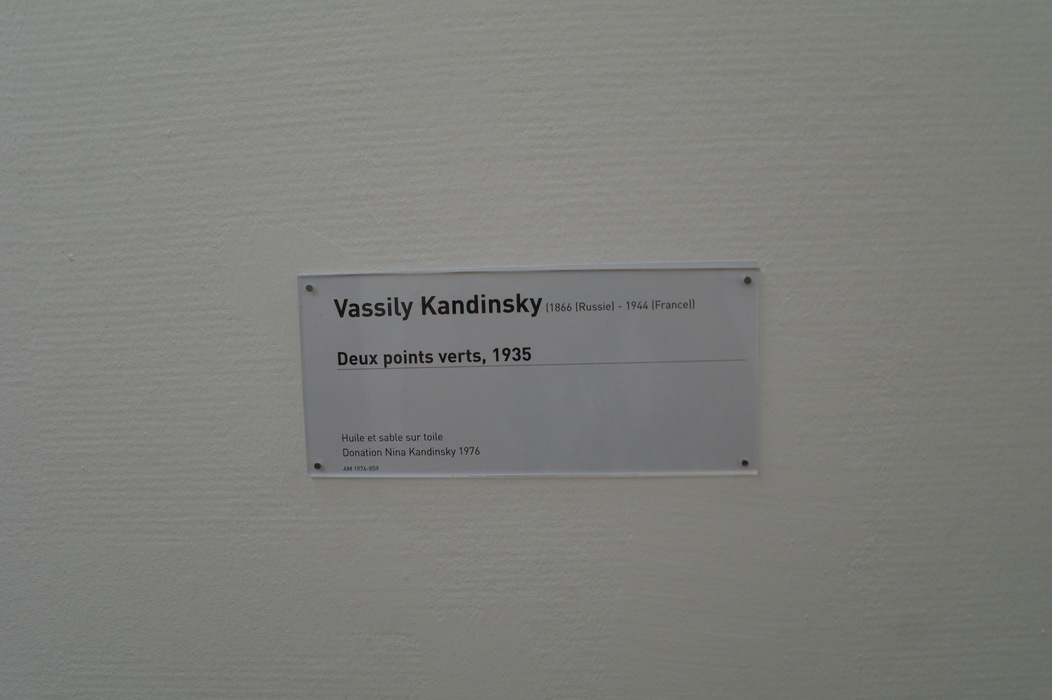 Vassily Kandinsky (1866 (Russie) - 1944 (France))
Deux points verts, 1935
Huile et sable sur toile
Donation Nina Kandinsky 1976
AM 1976-859